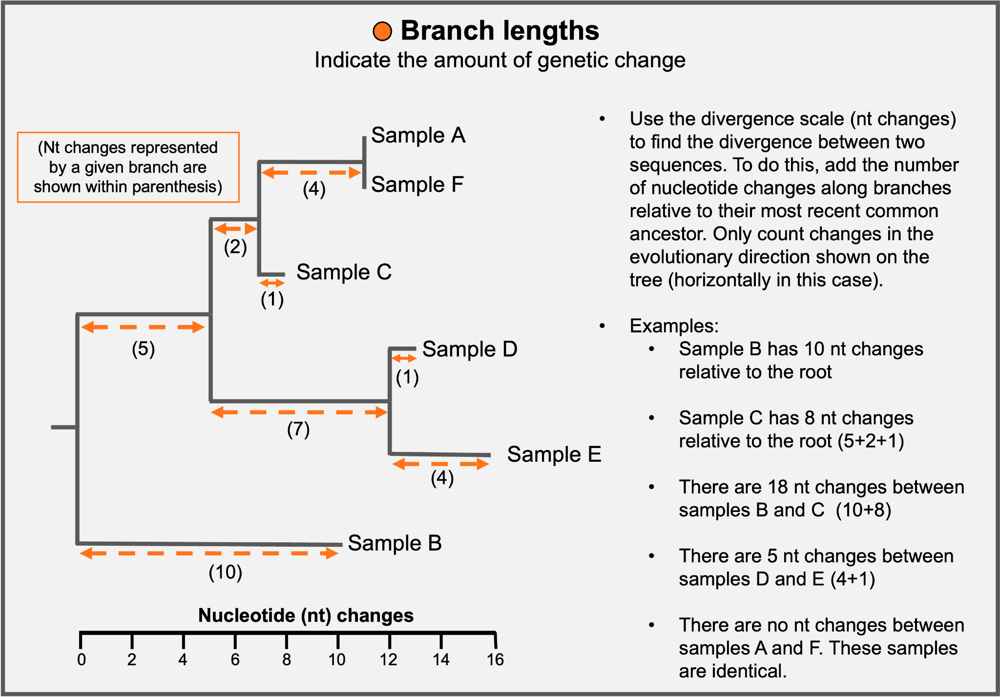 Branch lengths
Indicate the amount of genetic change
(Nt changes represented
by a given branch are
shown within parenthesis)
Sample A
Sample F
(4)
(2)
Sample C
(1)
(5)
Sample D
(1)
(7)
Sample E
(4)
Sample B
(10)
Nucleotide (nt) changes
0 2 4 6 8 10 12 14 16
• Use the divergence scale (nt changes)
to find the divergence between two
sequences. To do this, add the number
of nucleotide changes along branches
relative to their most recent common
ancestor. Only count changes in the
evolutionary direction shown on the
tree (horizontally in this case).
• Examples:
• Sample B has 10 nt changes
relative to the root
• Sample C has 8 nt changes
relative to the root (5+2+1)
• There are 18 nt changes between
samples B and C (10+8)
• There are 5 nt changes between
samples D and E (4+1)
• There are no nt changes between
samples A and F. These samples
are identical.